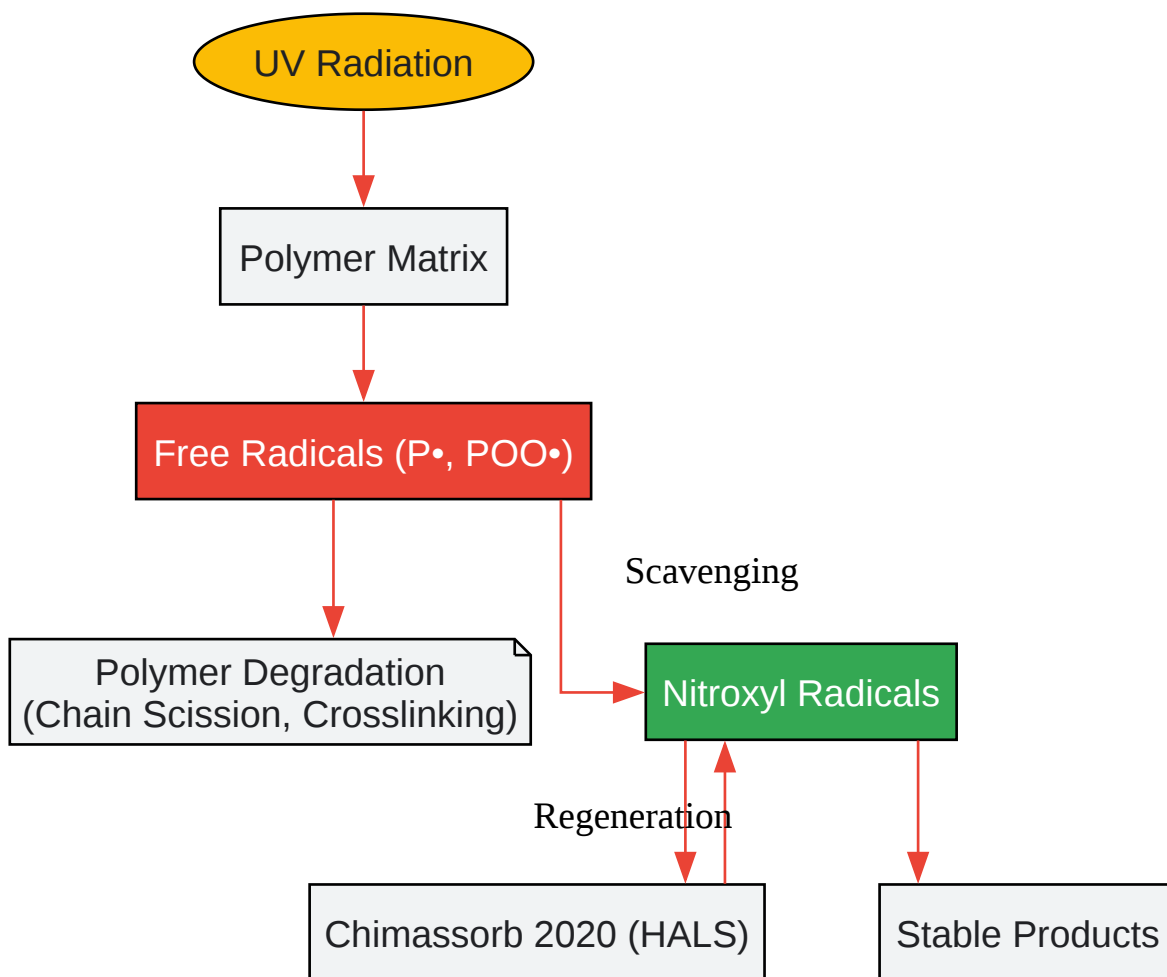 UV Radiation
Polymer Matrix
Free Radicals (P•, POO•)
Scavenging
Polymer Degradation
(Chain Scission, Crosslinking)
Nitroxyl Radicals
Regeneration
Chimassorb 2020 (HALS)
Stable Products